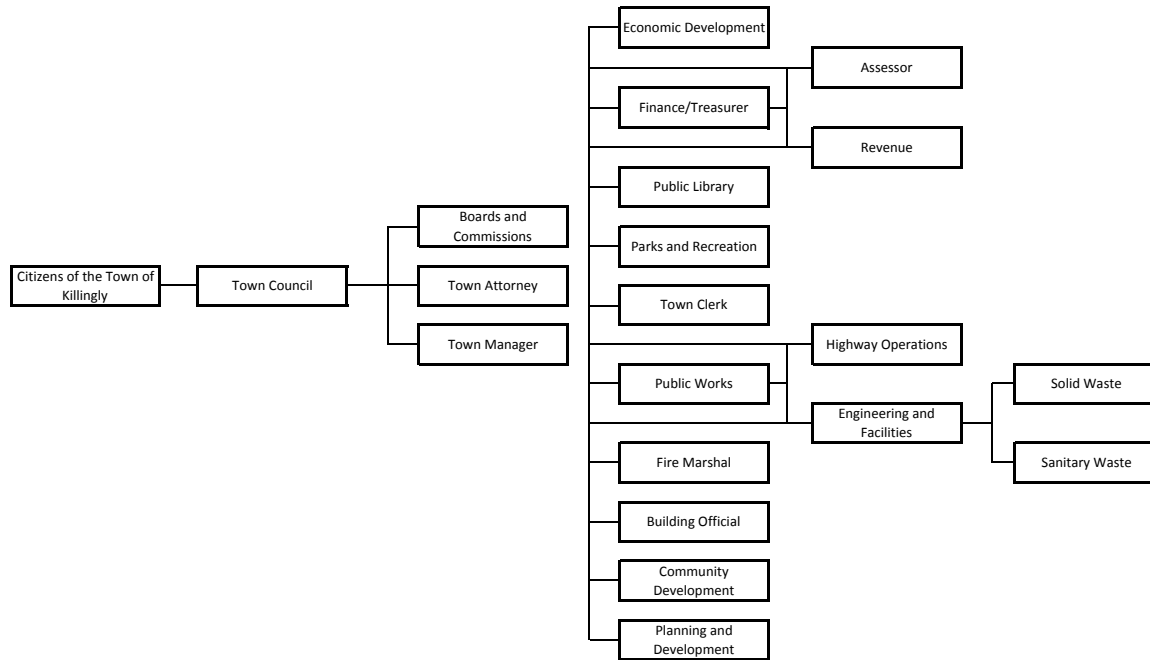 Economic Development
Assessor
Finance/Treasurer
Revenue
Public Library
Boards and
Commissions
Parks and Recreation
Citizens of the Town of
Killingly
Town Council
Town Attorney
Town Clerk
Town Manager
Highway Operations
Public Works
Solid Waste
Engineering and
Facilities
Fire Marshal
Sanitary Waste
Building Official
Community
Development
Planning and
Development